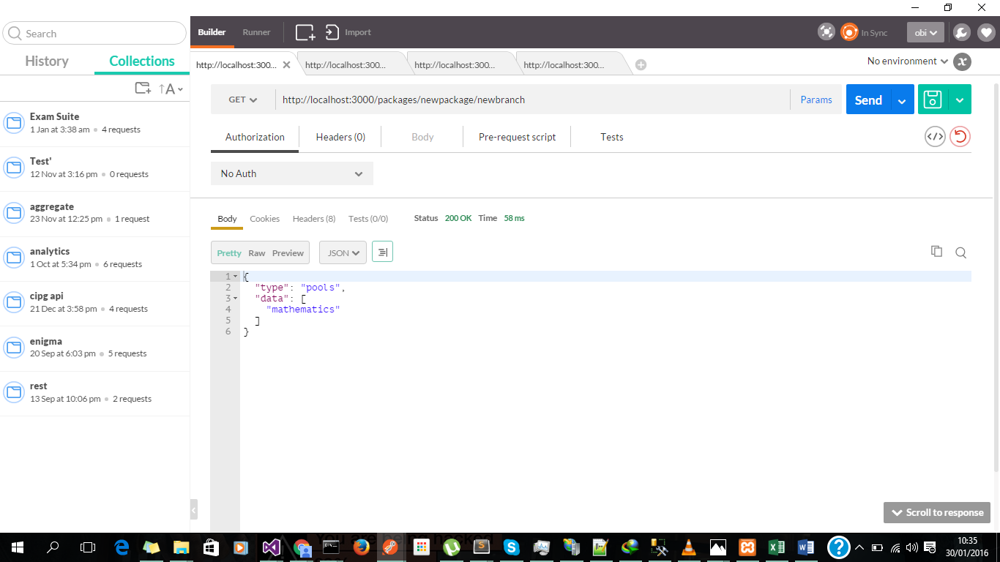 Search
Builder
Runner
Import
In Sync
obi
History
Collections
http://localhost:300...
http://localhost:300...
http://localhost:300...
http://localhost:300...
No environment
A
GET
http://localhost:3000/packages/newpackage/newbranch
Params
Send
Exam Suite
1 Jan at 3:38 am
4 requests
Authorization
Headers (0)
Body
Pre-request script
Tests
Test'
12 Nov at 3:16 pm
0 requests
No Auth
aggregate
23 Nov at 12:25 pm
1 request
Body
Cookies
Headers (8)
Tests (0/0)
Status 200 OK Time 58 ms
analytics
1 Oct at 5:34 pm
6 requests
Pretty
Raw
Preview
JSON
cipg api
21 Dec at 3:58 pm
4 requests
enigma
20 Sep at 6:03 pm
5 requests
rest
13 Sep at 10:06 pm
2 requests
1 {
2 "type": "pools",
3 "data": [
4 "mathematics"
5 ]
6 }
Scroll to response
You are being hacked
10:35
30/01/2016